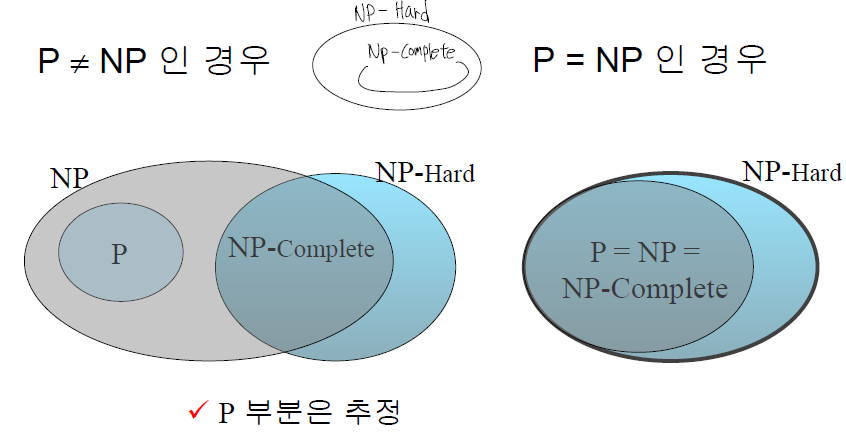 NP-Hard
Np-Complete
P ≠ NP 인 경우
P = NP 인 경우
NP
NP-Hard
P
NP-Complete
NP-Hard
P = NP =
NP-Complete
✓ P 부분은 추정